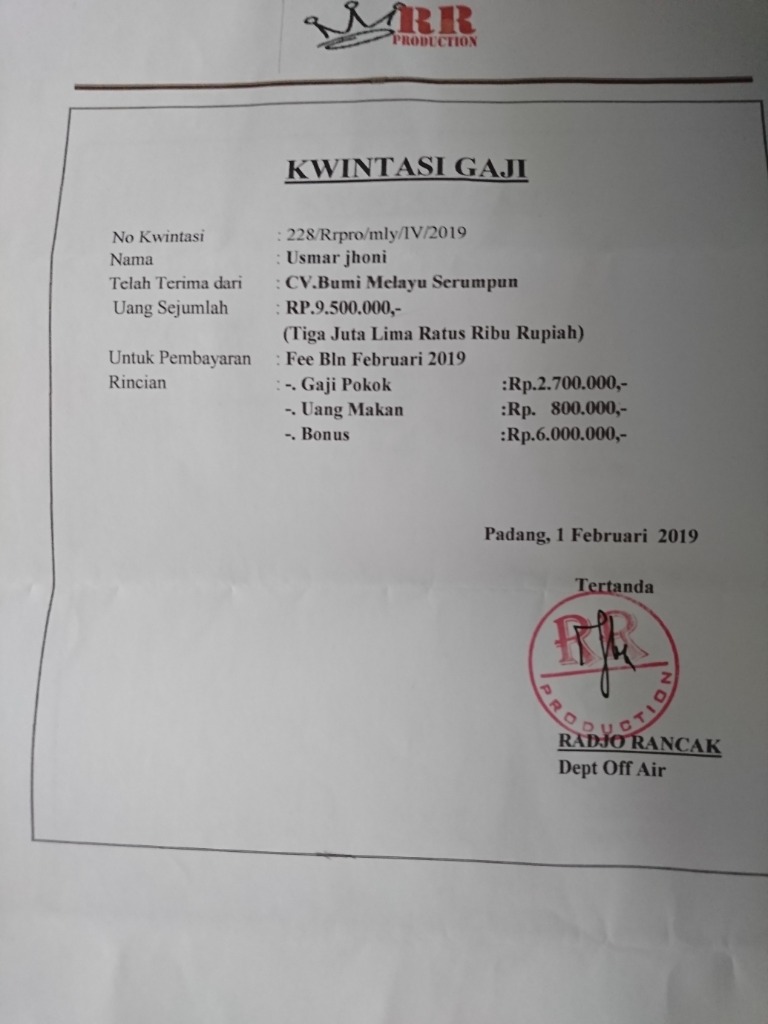 RR
PRODUCTION
KWINTASI GAJI
No Kwintasi : 228/Rrpro/mly/IV/2019
Nama : Usmar jhoni
Telah Terima dari : CV.Bumi Melayu Serumpun
Uang Sejumlah : RP.9.500.000,-
(Tiga Juta Lima Ratus Ribu Rupiah)
Untuk Pembayaran : Fee Bln Februari 2019
Rincian : -. Gaji Pokok :Rp.2.700.000,-
-. Uang Makan :Rp. 800.000,-
-. Bonus :Rp.6.000.000,-
Padang, 1 Februari 2019
Tertanda
RR
PRODUCTION
RADJO RANCAK
Dept Off Air